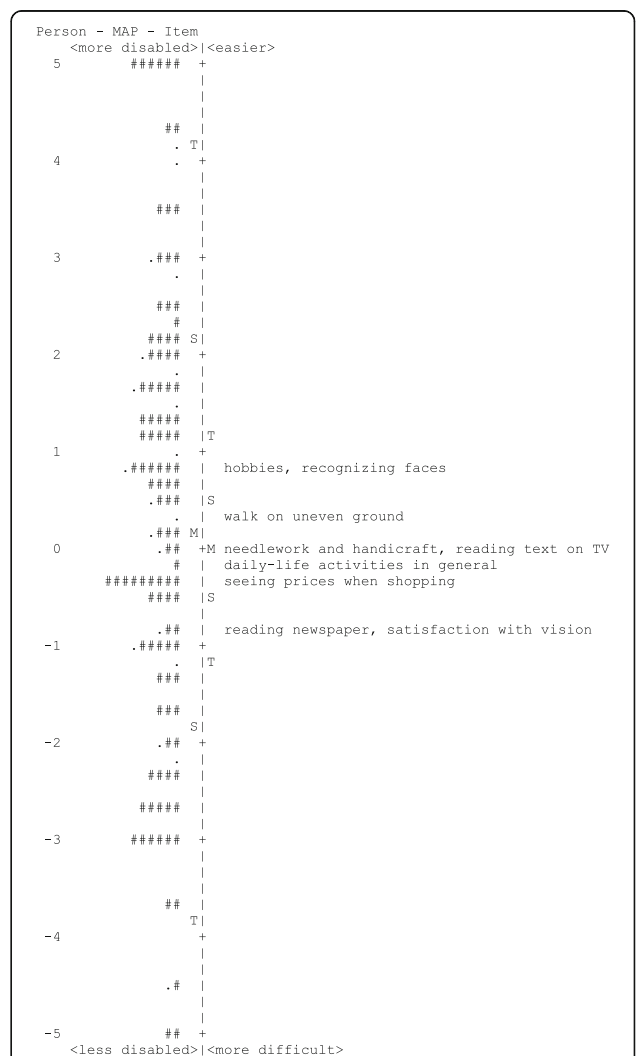 Person - MAP - Item
<more disabled>|<easier>
5 ###### +
|
|
|
## |
. T|
4 . +
|
|
### |
|
3 .### +
. |
|
### |
# |
#### S|
2 .#### +
. |
.##### |
. |
##### |
##### |T
1 . +
.###### | hobbies, recognizing faces
#### |
.### |S
. | walk on uneven ground
.### M|
0 .## +M needlework and handicraft, reading text on TV
# | daily-life activities in general
######### | seeing prices when shopping
#### |S
|
.## | reading newspaper, satisfaction with vision
-1 .##### +
. |T
### |
|
### |
S|
-2 .## +
. |
#### |
|
##### |
|
-3 ###### +
|
|
|
## |
T|
-4 +
|
|
.# |
|
|
-5 ## +
<less disabled>|<more difficult>